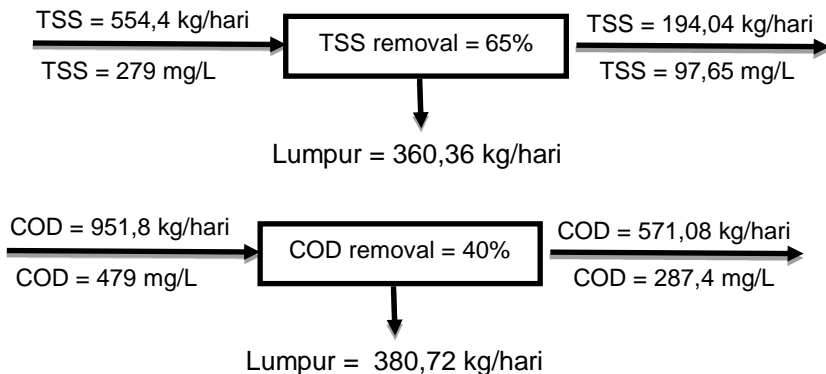 TSS = 554,4 kg/hari
TSS removal = 65%
TSS = 194,04 kg/hari
TSS = 279 mg/L
TSS = 97,65 mg/L
Lumpur = 360,36 kg/hari
COD = 951,8 kg/hari
COD removal = 40%
COD = 571,08 kg/hari
COD = 479 mg/L
COD = 287,4 mg/L
Lumpur =  380,72 kg/hari